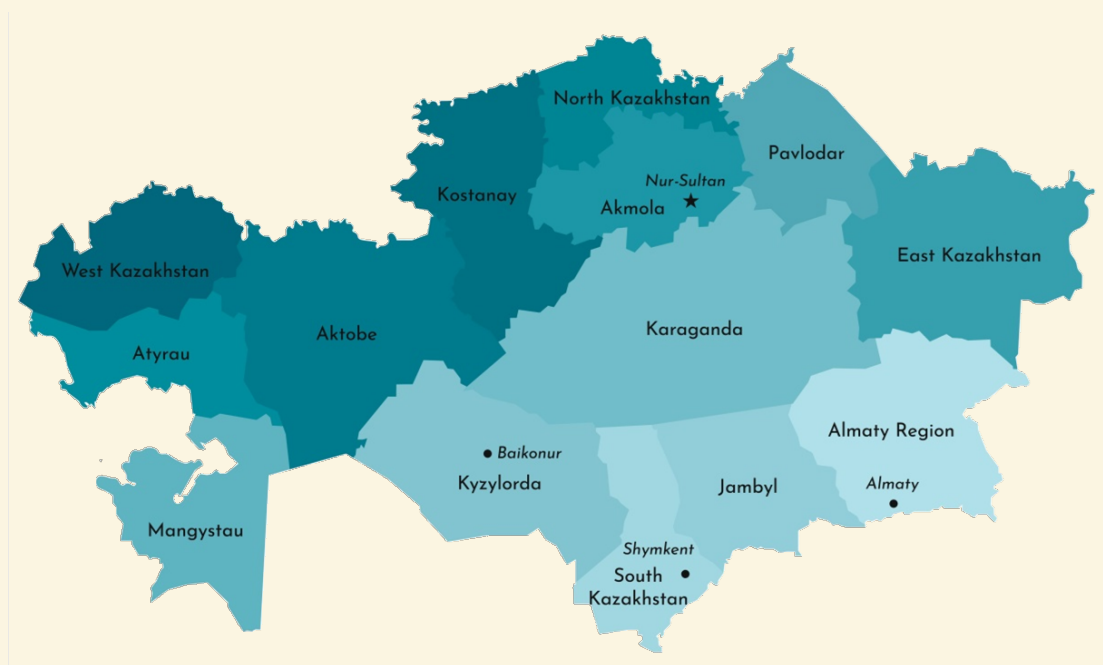 North Kazakhstan
Pavlodar
Nur-Sultan
Kostanay
Akmola
East Kazakhstan
West Kazakhstan
Karaganda
Aktobe
Atyrau
Almaty Region
Baikonur
Kyzylorda
Almaty
Jambyl
Mangystau
Shymkent
South
Kazakhstan